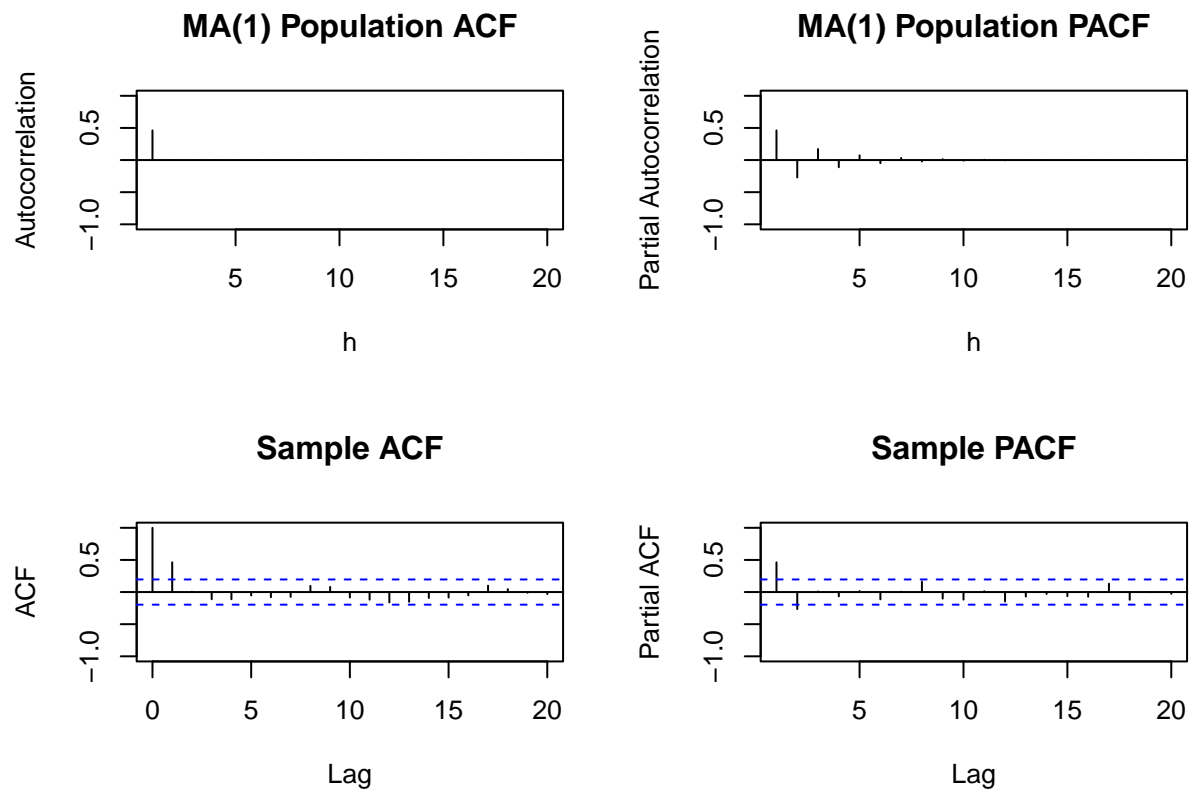 MA(1) Population ACF
Autocorrelation
0.5
−1.0
5 10 15 20
h
MA(1) Population PACF
Partial Autocorrelation
0.5
−1.0
5 10 15 20
h
Sample ACF
ACF
0.5
−1.0
0 5 10 15 20
Lag
Sample PACF
Partial ACF
0.5
−1.0
5 10 15 20
Lag